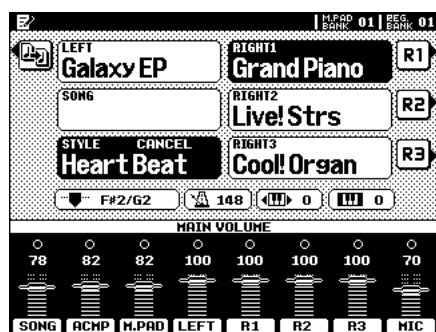 M.PAD BANK 01 REG. BANK 01
LEFT
Galaxy EP
RIGHT1
Grand Piano
R1
SONG
RIGHT2
Live! Strs
R2
STYLE CANCEL
Heart Beat
RIGHT3
Cool! Organ
R3
F#2/G2 148 0 0
MAIN VOLUME
78 82 82 100 100 100 100 70
SONG ACMP M.PAD LEFT R1 R2 R3 MIC